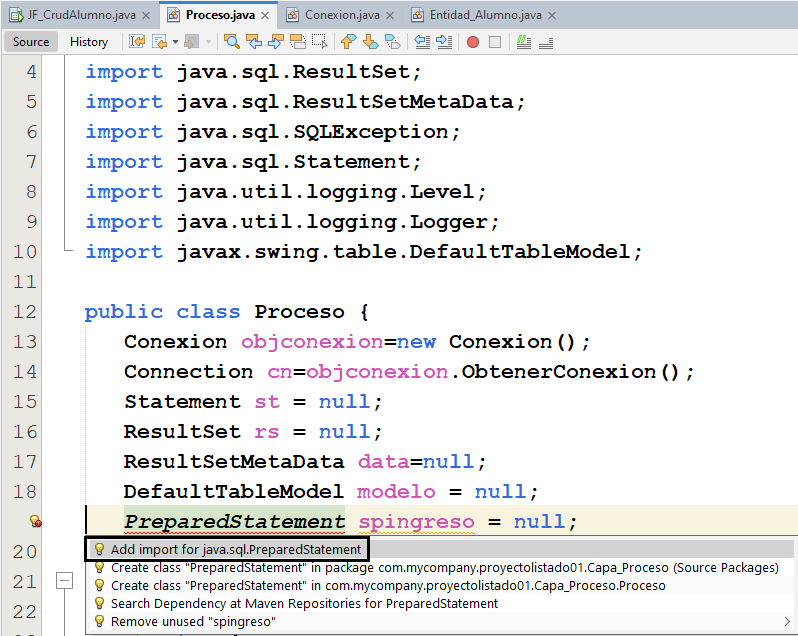 JF_CrudAlumno.java Proceso.java Conexion.java Entidad_Alumno.java
Source History
4 import java.sql.ResultSet;
5 import java.sql.ResultSetMetaData;
6 import java.sql.SQLException;
7 import java.sql.Statement;
8 import java.util.logging.Level;
9 import java.util.logging.Logger;
10 import javax.swing.table.DefaultTableModel;
11
12 public class Proceso {
13 Conexion objconexion=new Conexion();
14 Connection cn=objconexion.ObtenerConexion();
15 Statement st = null;
16 ResultSet rs = null;
17 ResultSetMetaData data=null;
18 DefaultTableModel modelo = null;
PreparedStatement spingreso = null;
20 Add import for java.sql.PreparedStatement
Create class "PreparedStatement" in package com.mycompany.proyectolistado01.Capa_Proceso (Source Packages)
21 Create class "PreparedStatement" in com.mycompany.proyectolistado01.Capa_Proceso.Proceso
22 Search Dependency at Maven Repositories for PreparedStatement
Remove unused "spingreso"